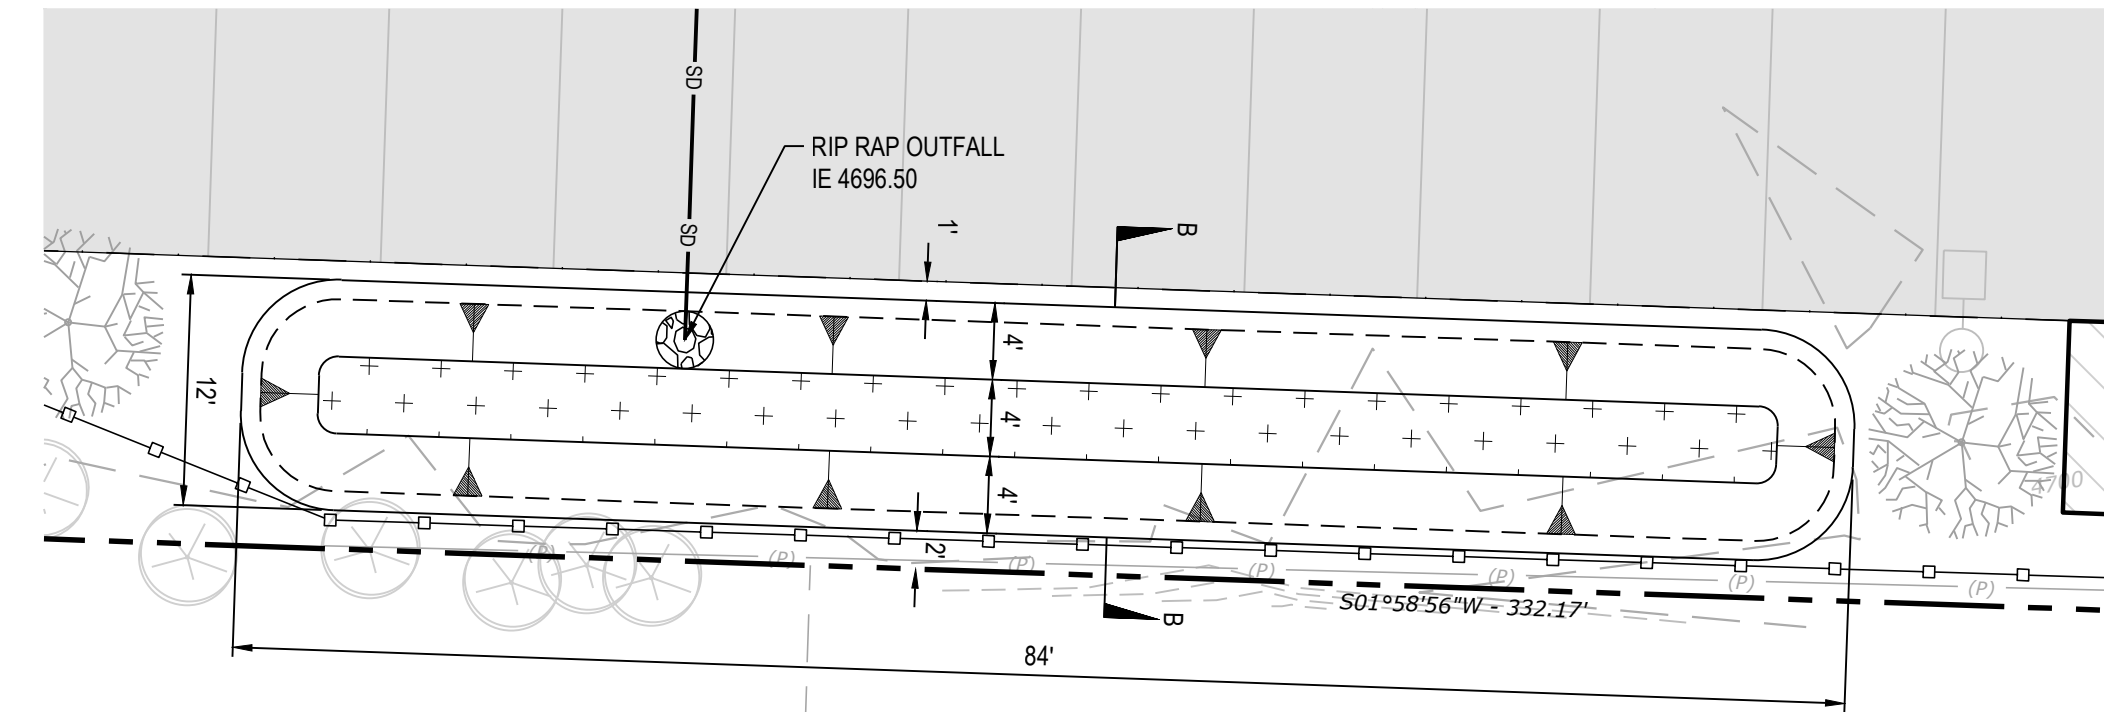 SD
RIP RAP OUTFALL
IE 4696.50
SD
1'
B
4'
12'
4'
4'
4700
2'
(P)
(P)
(P)
(P)
(P)
(P)
(P)
S01°58'56"W - 332.17'
B
84'